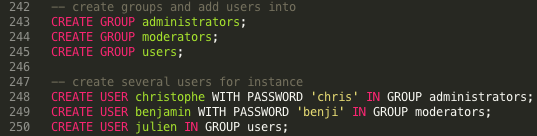 242 -- create groups and add users into
243 CREATE GROUP administrators;
244 CREATE GROUP moderators;
245 CREATE GROUP users;
246
247 -- create several users for instance
248 CREATE USER christophe WITH PASSWORD 'chris' IN GROUP administrators;
249 CREATE USER benjamin WITH PASSWORD 'benji' IN GROUP moderators;
250 CREATE USER julien IN GROUP users;